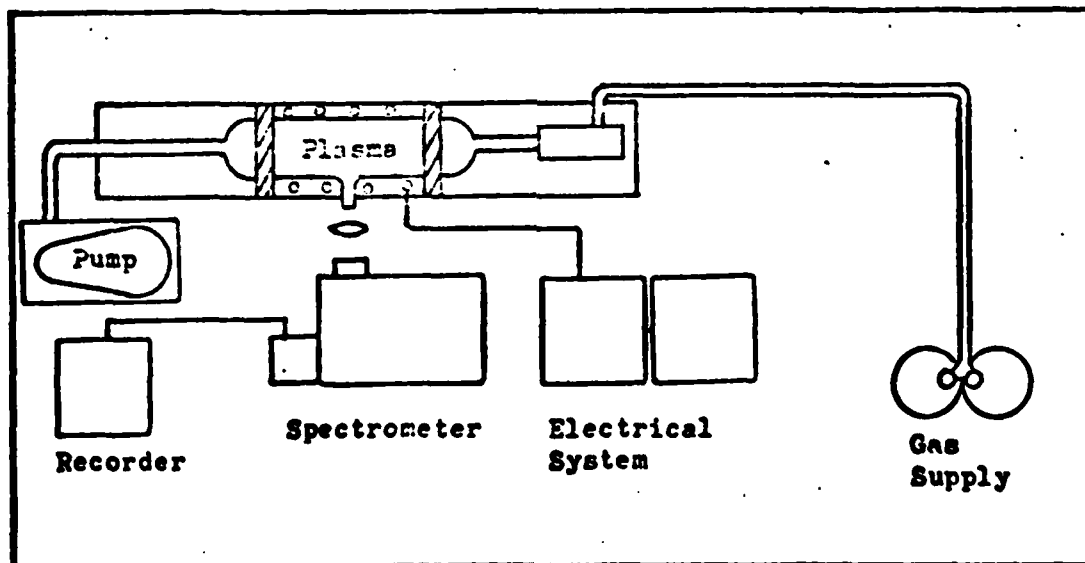 Plasma
Pump
Spectrometer
Electrical
System
Recorder
Gas
Supply